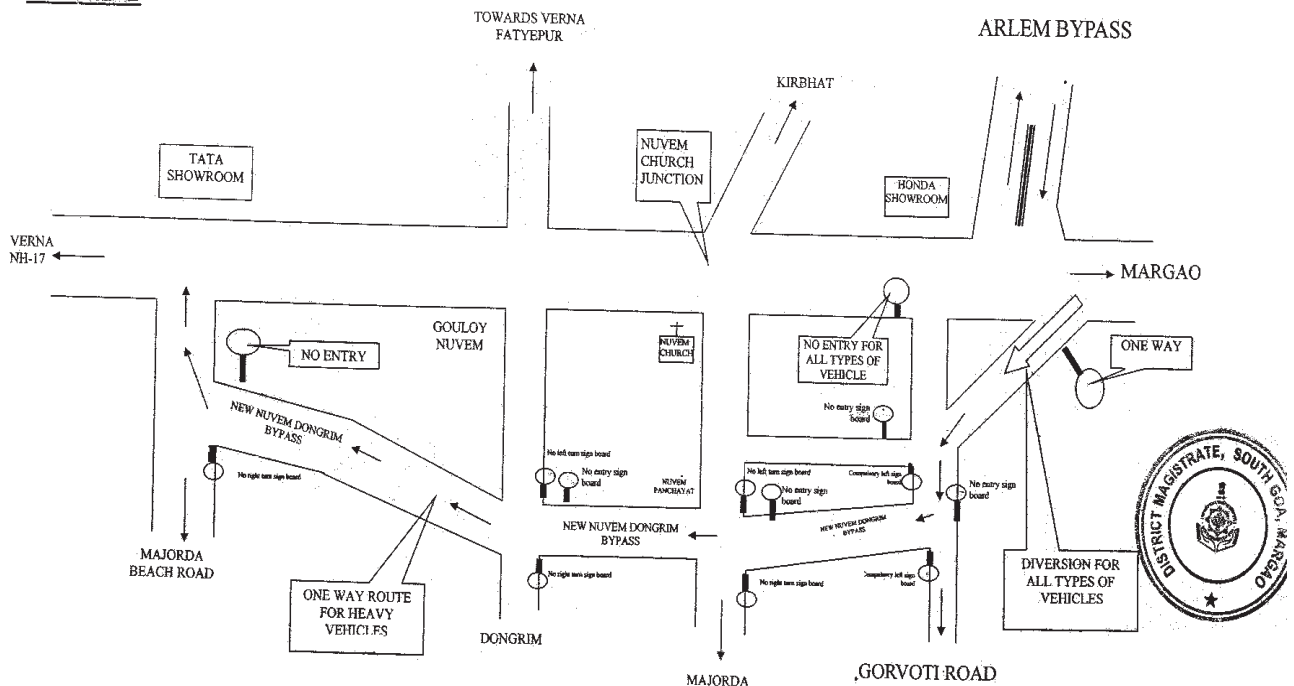 TOWARDS VERNA
FATYEPUR
ARLEM BYPASS
KIRBHAT
TATA
SHOWROOM
NUVEM
CHURCH
JUNCTION
HONDA
SHOWROOM
VERNA
NH-17
MARGAO
GOULOY
NUVEM
NO ENTRY
NUVEM
CHURCH
NO ENTRY FOR
ALL TYPES OF
VEHICLE
ONE WAY
No entry sign
board
NEW NUVEM DONGRIM
BYPASS
No right turn sign board
No left turn sign board
No entry sign
board
NUVEM
PANCHAYAT
No left turn sign board
No entry sign
board
Compulsory left sign
board
No entry sign
board
NEW NUVEM DONGRIM
BYPASS
NEW NUVEM DONGRIM
BYPASS
MAJORDA
BEACH ROAD
ONE WAY ROUTE
FOR HEAVY
VEHICLES
No right turn sign board
No right turn sign board
Compulsory left sign
board
DIVERSION FOR
ALL TYPES OF
VEHICLES
DISTRICT MAGISTRATE, SOUTH GOA, MARGAO
DONGRIM
MAJORDA
GORVOTI ROAD